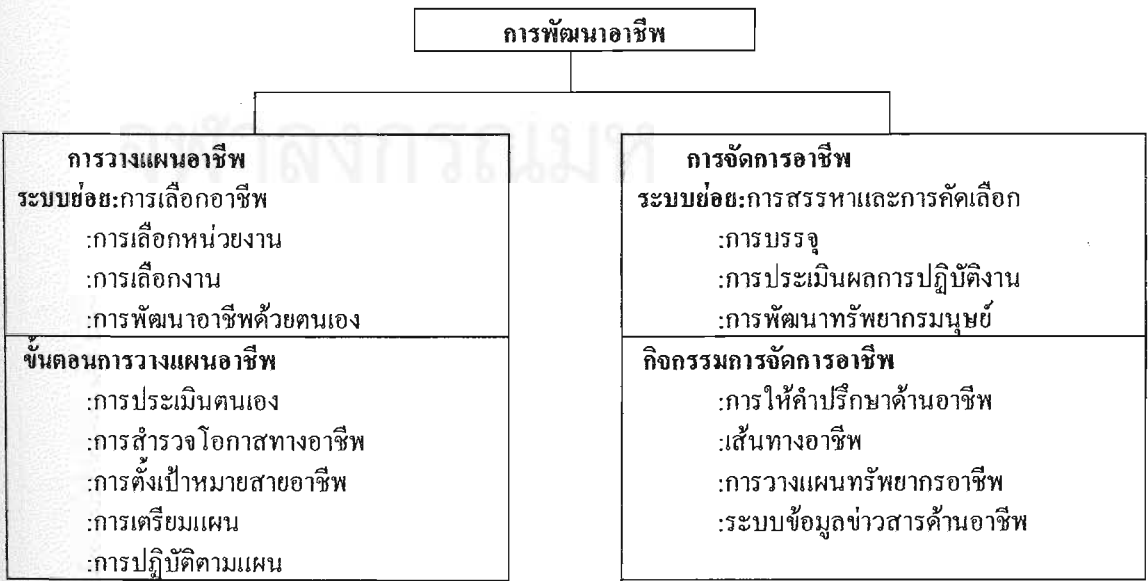 การพัฒนาอาชีพ
การวางแผนอาชีพ
ระบบย่อย:การเลือกอาชีพ
:การเลือกหน่วยงาน
:การเลือกงาน
:การพัฒนาอาชีพด้วยตนเอง
ขั้นตอนการวางแผนอาชีพ
:การประเมินตนเอง
:การสำรวจโอกาสทางอาชีพ
:การตั้งเป้าหมายสายอาชีพ
:การเตรียมแผน
:การปฏิบัติตามแผน
การจัดการอาชีพ
ระบบย่อย:การสรรหาและการคัดเลือก
:การบรรจุ
:การประเมินผลการปฏิบัติงาน
:การพัฒนาทรัพยากรมนุษย์
กิจกรรมการจัดการอาชีพ
:การให้คำปรึกษาด้านอาชีพ
:เส้นทางอาชีพ
:การวางแผนทรัพยากรอาชีพ
:ระบบข้อมูลข่าวสารด้านอาชีพ